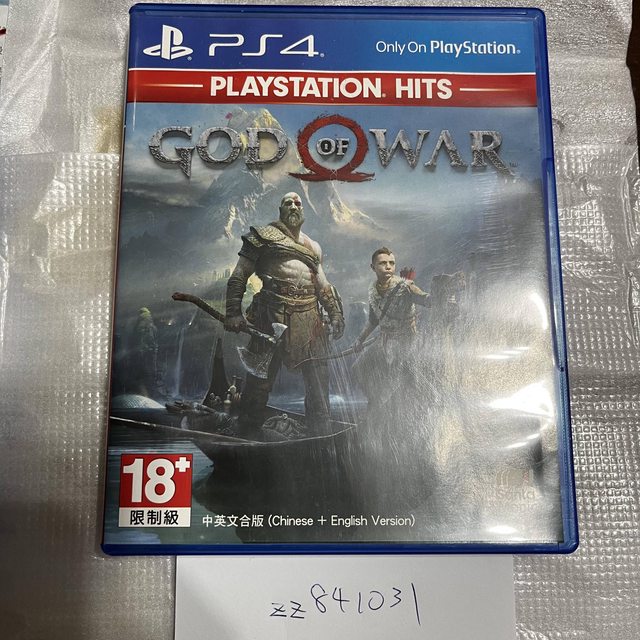 PS4 Only On PlayStation®
PLAYSTATION® HITS
GOD OF WAR™
18+
限制級
中英文合版 (Chinese + English Version)
zz841031